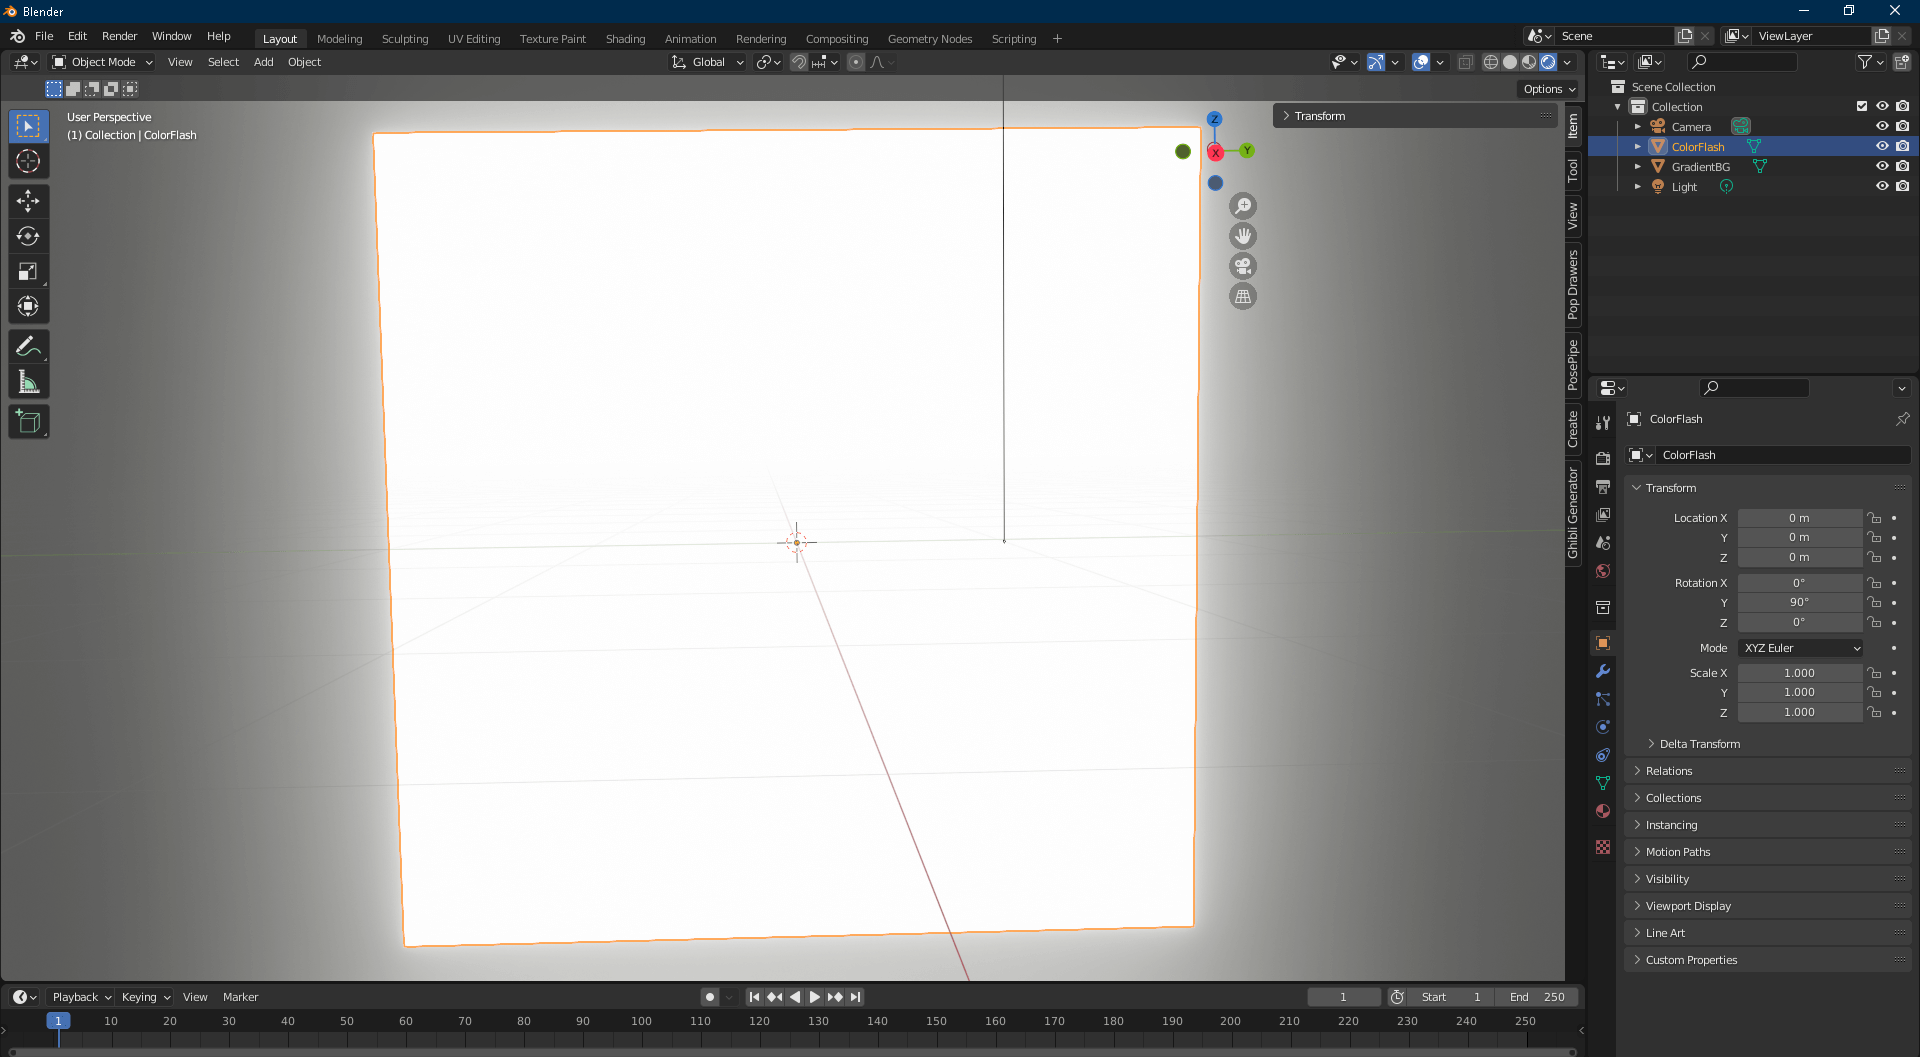 Blender
File Edit Render Window Help Layout Modeling Sculpting UV Editing Texture Paint Shading Animation Rendering Compositing Geometry Nodes Scripting + Scene ViewLayer
Object Mode View Select Add Object Global
Options
User Perspective
(1) Collection | ColorFlash
Transform
Z
X
Y
Item
Tool
View
Pop Drawers
PosePipe
Create
Ghibli Generator
Scene Collection
Collection
Camera
ColorFlash
GradientBG
Light
ColorFlash
ColorFlash
Transform
Location X 0 m
Y 0 m
Z 0 m
Rotation X 0°
Y 90°
Z 0°
Mode XYZ Euler
Scale X 1.000
Y 1.000
Z 1.000
Delta Transform
Relations
Collections
Instancing
Motion Paths
Visibility
Viewport Display
Line Art
Custom Properties
Playback Keying View Marker 1 Start 1 End 250
1 10 20 30 40 50 60 70 80 90 100 110 120 130 140 150 160 170 180 190 200 210 220 230 240 250